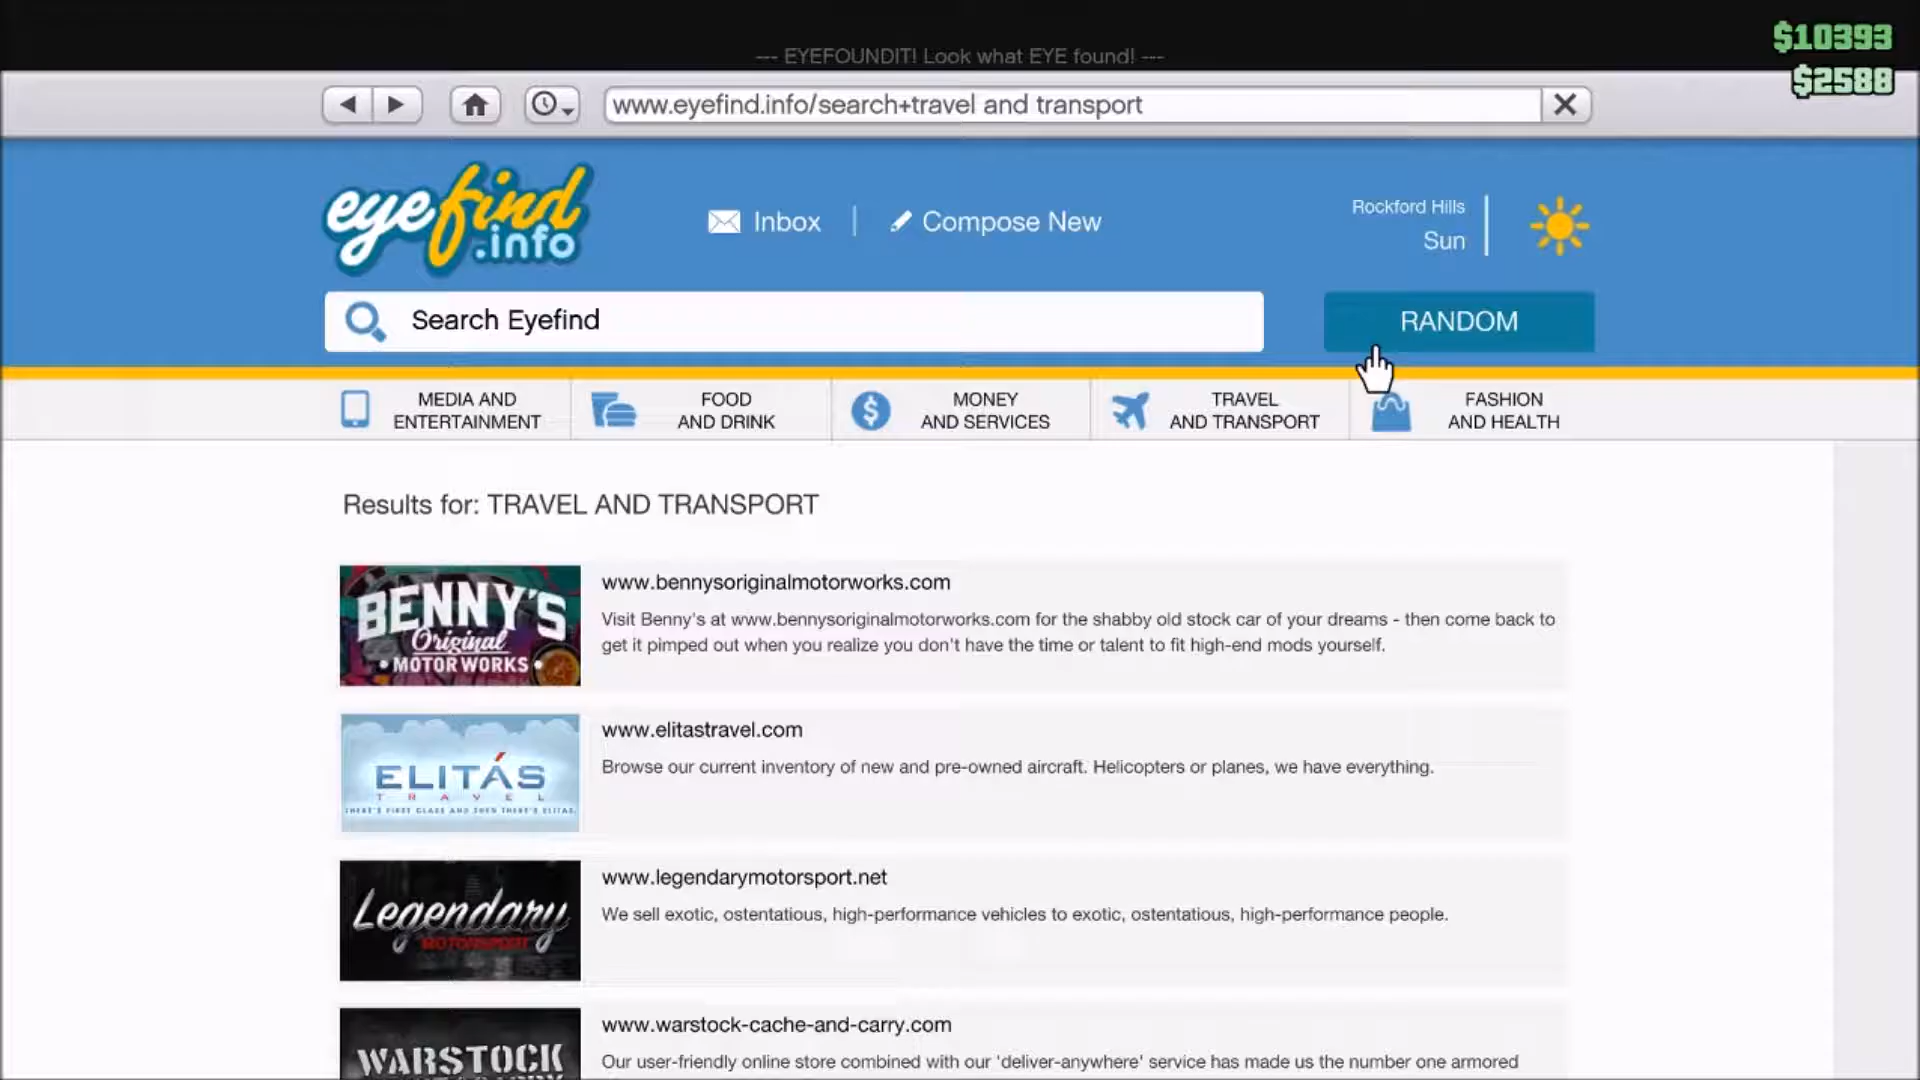 $10393
--- EYEFOUNDIT! Look what EYE found! ---
$2588
www.eyefind.info/search+travel and transport
eyefind
.info
Inbox
Compose New
Rockford Hills
Sun
Search Eyefind
RANDOM
MEDIA AND
ENTERTAINMENT
FOOD
AND DRINK
MONEY
AND SERVICES
TRAVEL
AND TRANSPORT
FASHION
AND HEALTH
Results for: TRAVEL AND TRANSPORT
BENNY'S
Original
MOTOR WORKS
www.bennysoriginalmotorworks.com
Visit Benny's at www.bennysoriginalmotorworks.com for the shabby old stock car of your dreams - then come back to
get it pimped out when you realize you don't have the time or talent to fit high-end mods yourself.
ELITÁS
TRAVEL
THERE'S FIRST CLASS AND THEN THERE'S ELITAS
www.elitastravel.com
Browse our current inventory of new and pre-owned aircraft. Helicopters or planes, we have everything.
Legendary
MOTORSPORT
www.legendarymotorsport.net
We sell exotic, ostentatious, high-performance vehicles to exotic, ostentatious, high-performance people.
WARSTOCK
www.warstock-cache-and-carry.com
Our user-friendly online store combined with our 'deliver-anywhere' service has made us the number one armored